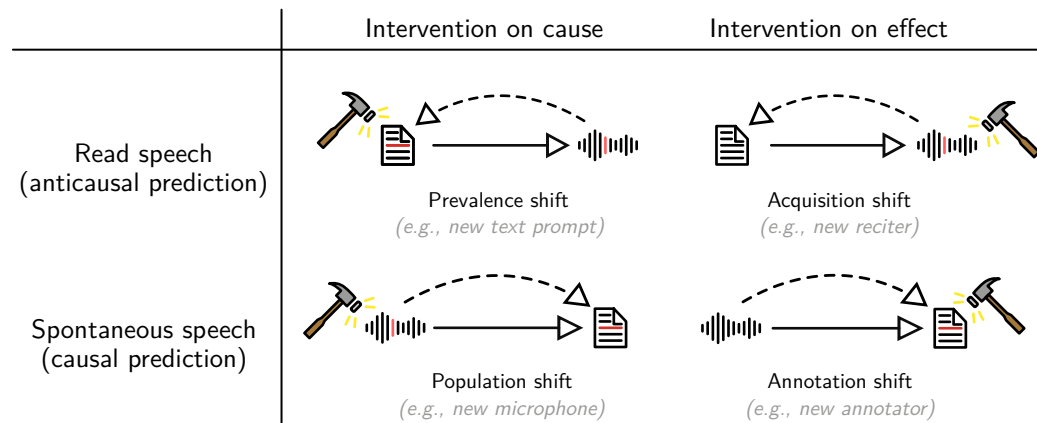 Intervention on cause
Intervention on effect
Read speech
(anticausal prediction)
Prevalence shift
(e.g., new text prompt)
Acquisition shift
(e.g., new reciter)
Spontaneous speech
(causal prediction)
Population shift
(e.g., new microphone)
Annotation shift
(e.g., new annotator)